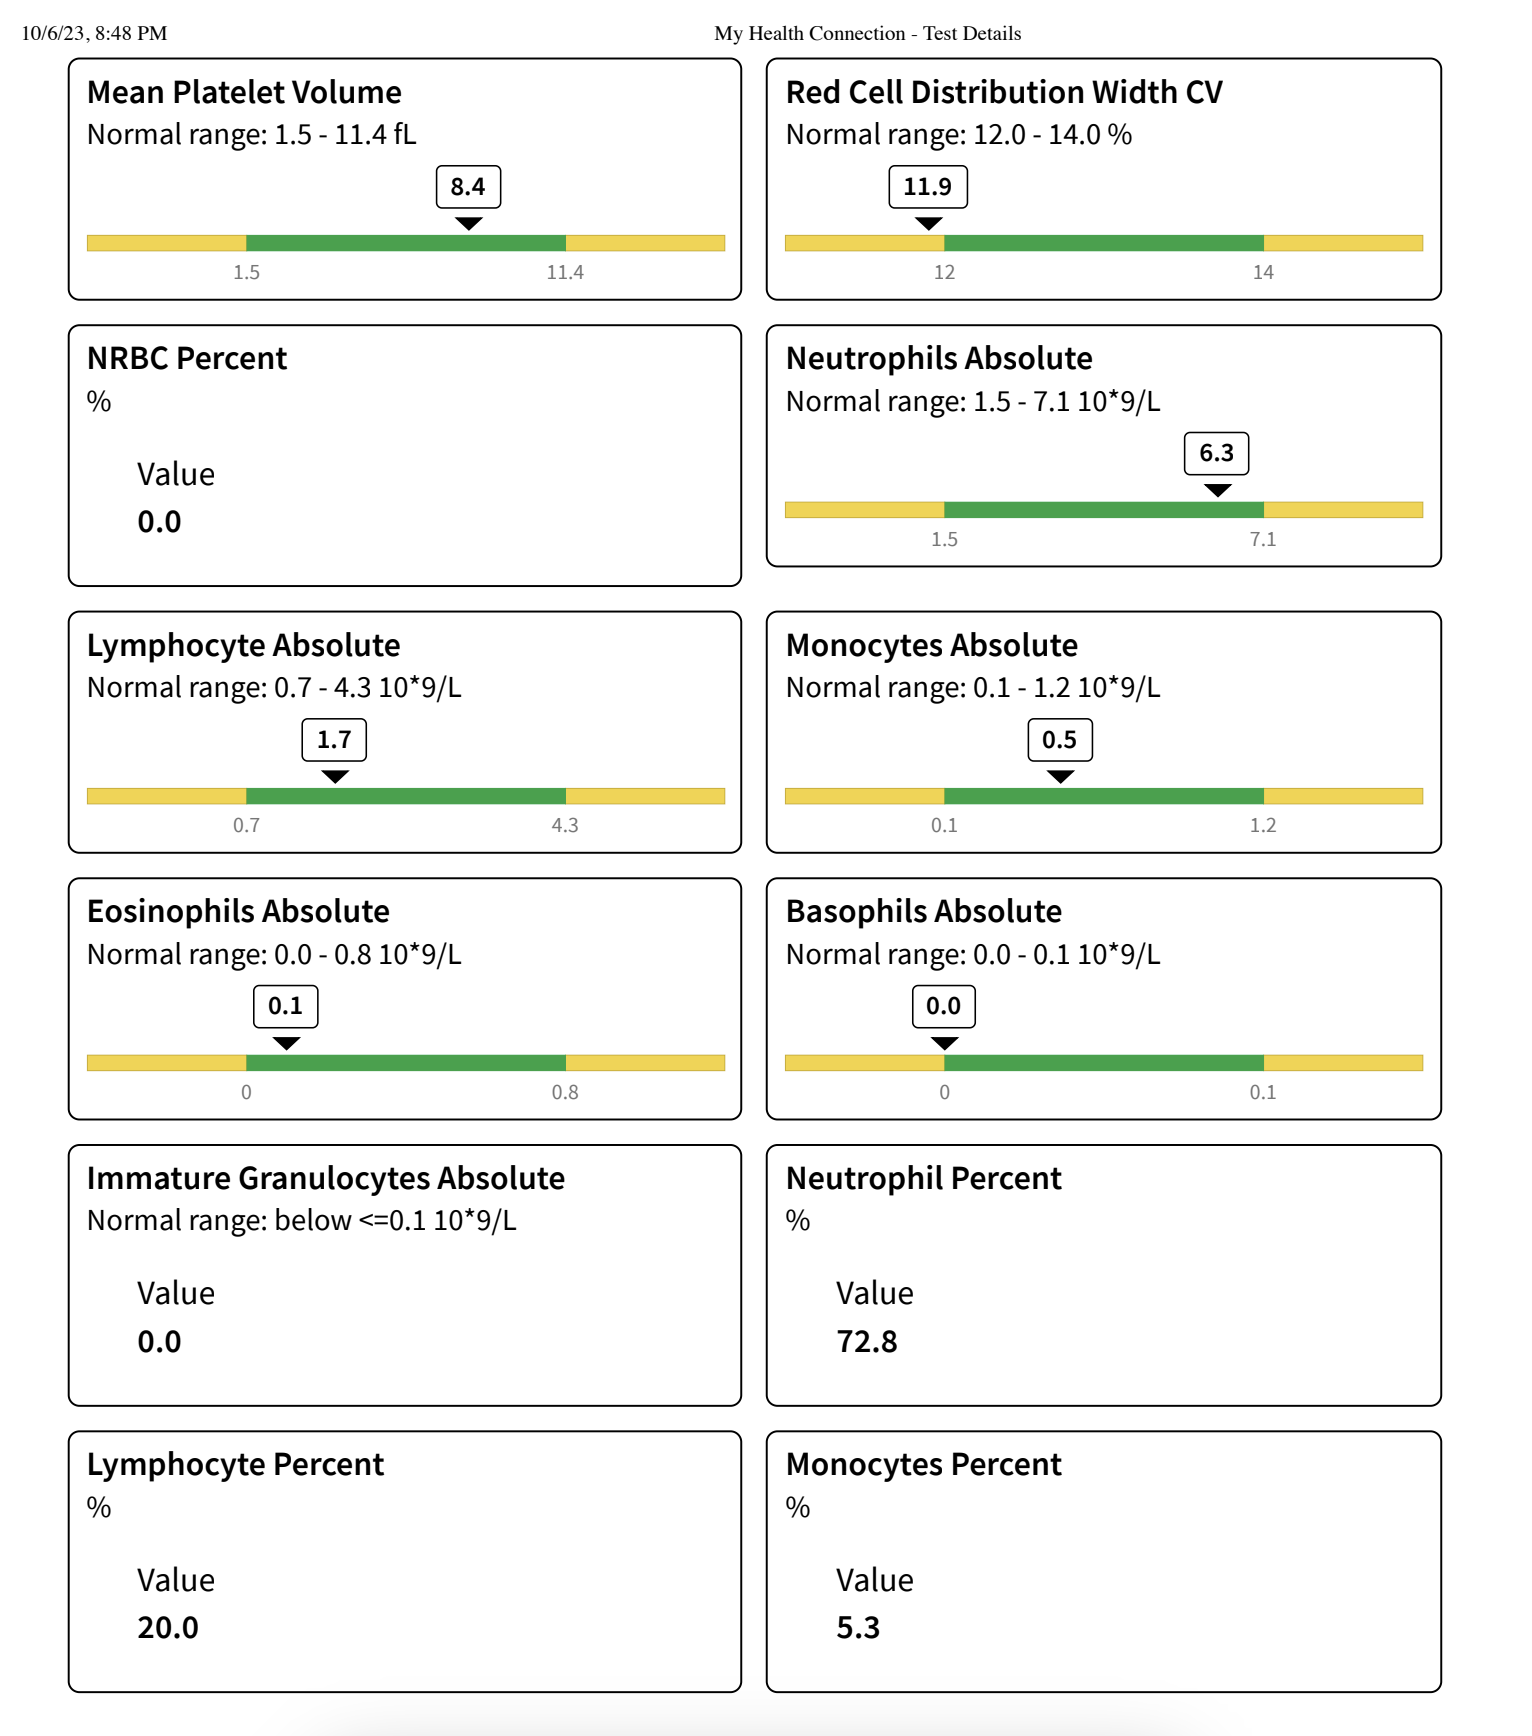 10/6/23, 8:48 PM
My Health Connection - Test Details
Mean Platelet Volume
Normal range: 1.5 - 11.4 fL
8.4
1.5
11.4
Red Cell Distribution Width CV
Normal range: 12.0 - 14.0 %
11.9
12
14
NRBC Percent
%
Value
0.0
Neutrophils Absolute
Normal range: 1.5 - 7.1 10*9/L
6.3
1.5
7.1
Lymphocyte Absolute
Normal range: 0.7 - 4.3 10*9/L
1.7
0.7
4.3
Monocytes Absolute
Normal range: 0.1 - 1.2 10*9/L
0.5
0.1
1.2
Eosinophils Absolute
Normal range: 0.0 - 0.8 10*9/L
0.1
0
0.8
Basophils Absolute
Normal range: 0.0 - 0.1 10*9/L
0.0
0
0.1
Immature Granulocytes Absolute
Normal range: below <=0.1 10*9/L
Value
0.0
Neutrophil Percent
%
Value
72.8
Lymphocyte Percent
%
Value
20.0
Monocytes Percent
%
Value
5.3